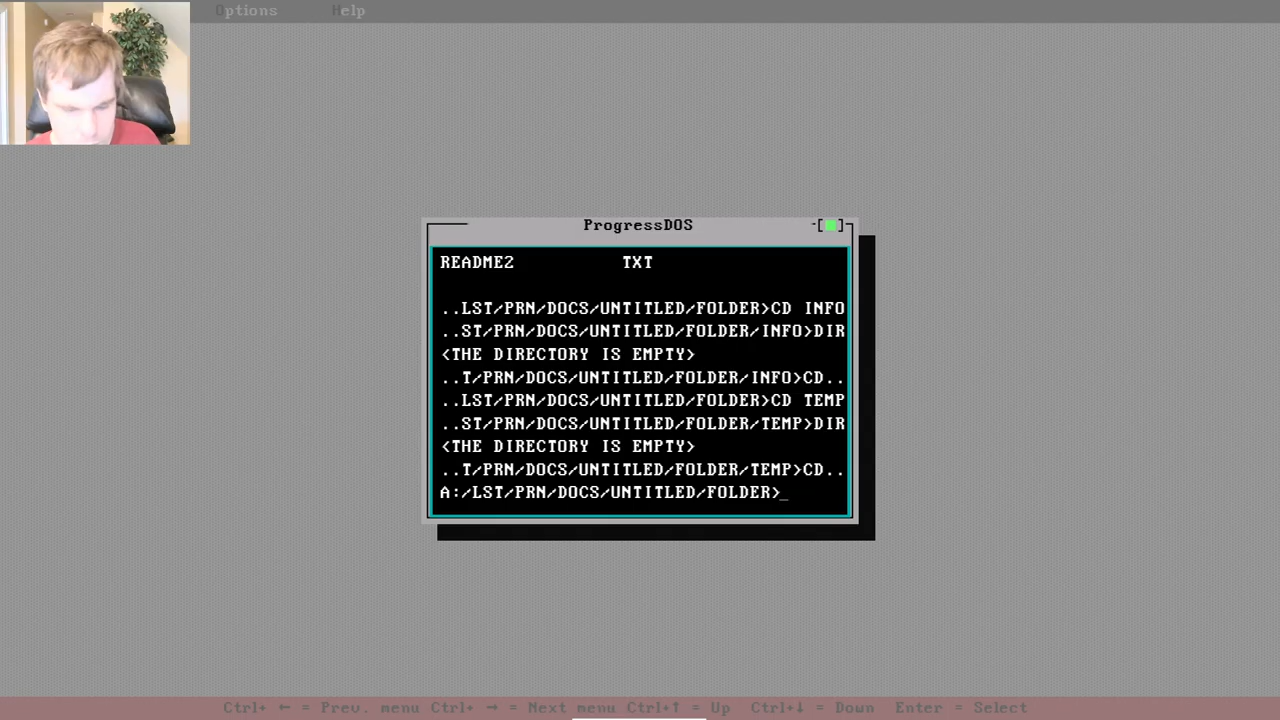 Options Help
ProgressDOS
README2 TXT
..LST/PRN/DOCS/UNTITLED/FOLDER>CD INFO
..ST/PRN/DOCS/UNTITLED/FOLDER/INFO>DIR
<THE DIRECTORY IS EMPTY>
..T/PRN/DOCS/UNTITLED/FOLDER/INFO>CD..
..LST/PRN/DOCS/UNTITLED/FOLDER>CD TEMP
..ST/PRN/DOCS/UNTITLED/FOLDER/TEMP>DIR
<THE DIRECTORY IS EMPTY>
..T/PRN/DOCS/UNTITLED/FOLDER/TEMP>CD..
A:/LST/PRN/DOCS/UNTITLED/FOLDER>_
Ctrl+ ← = Prev. menu Ctrl+ → = Next menu Ctrl+↑ = Up Ctrl+↓ = Down Enter = Select